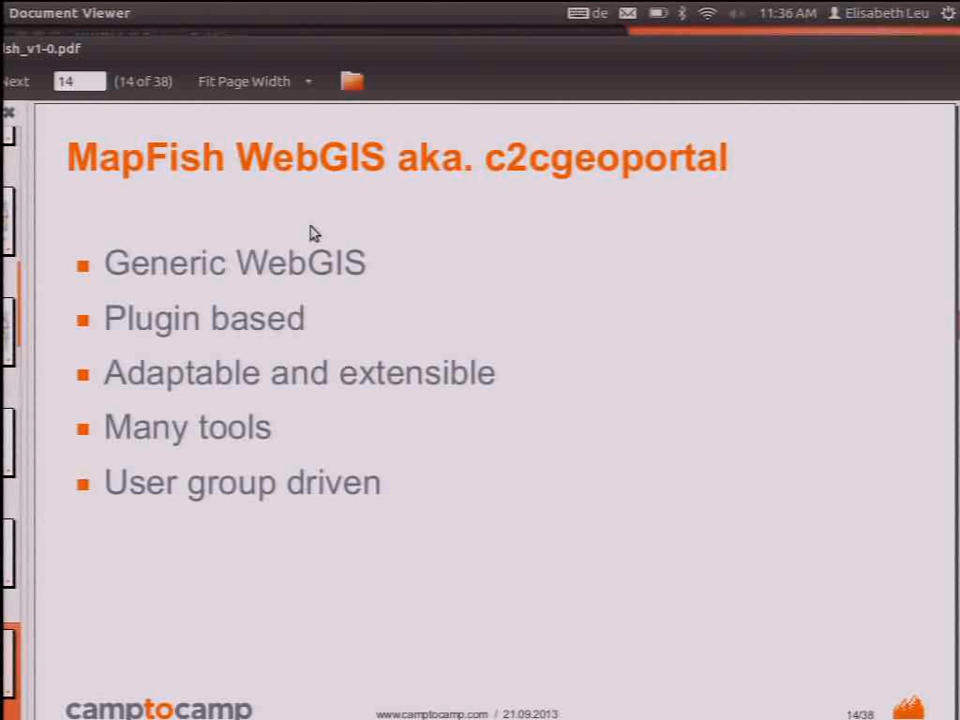 Document Viewer
de
11:36 AM
Elisabeth Leu
sh_v1-0.pdf
Next
14
(14 of 38)
Fit Page Width
MapFish WebGIS aka. c2cgeoportal
Generic WebGIS
Plugin based
Adaptable and extensible
Many tools
User group driven
camptocamp
www.camptocamp.com / 21.09.2013
14/38